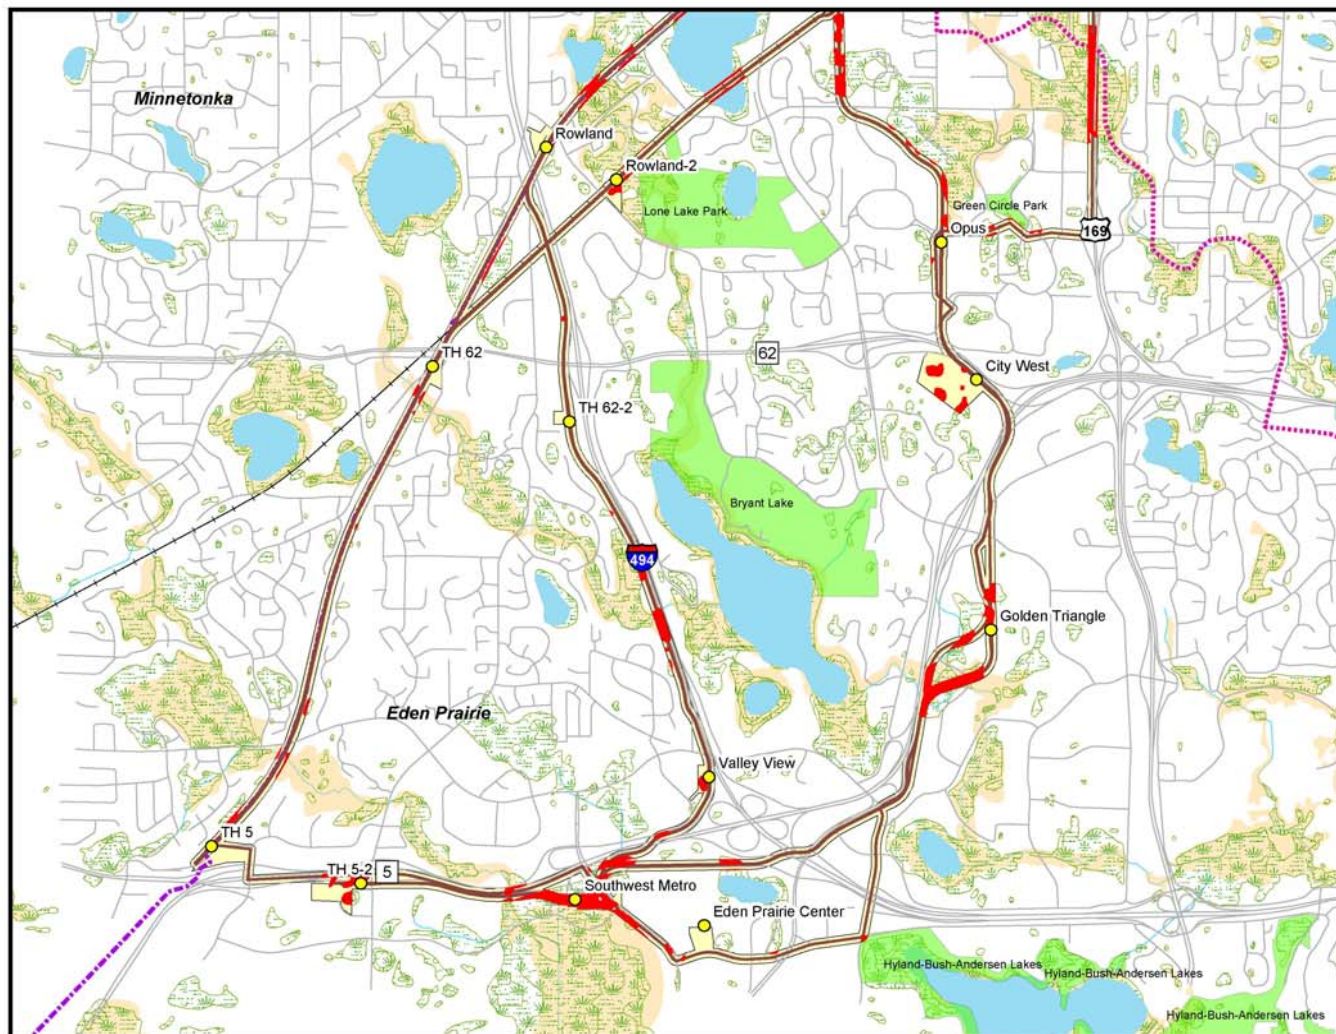 Minnetonka
Rowland
Rowland-2
Lone Lake Park
Green Circle Park
Opus
169
TH 62
62
City West
TH 62-2
Bryant Lake
494
Golden Triangle
Eden Prairie
Valley View
TH 5
TH 5-2
5
Southwest Metro
Eden Prairie Center
Hyland-Bush-Andersen Lakes
Hyland-Bush-Andersen Lakes
Hyland-Bush-Andersen Lakes